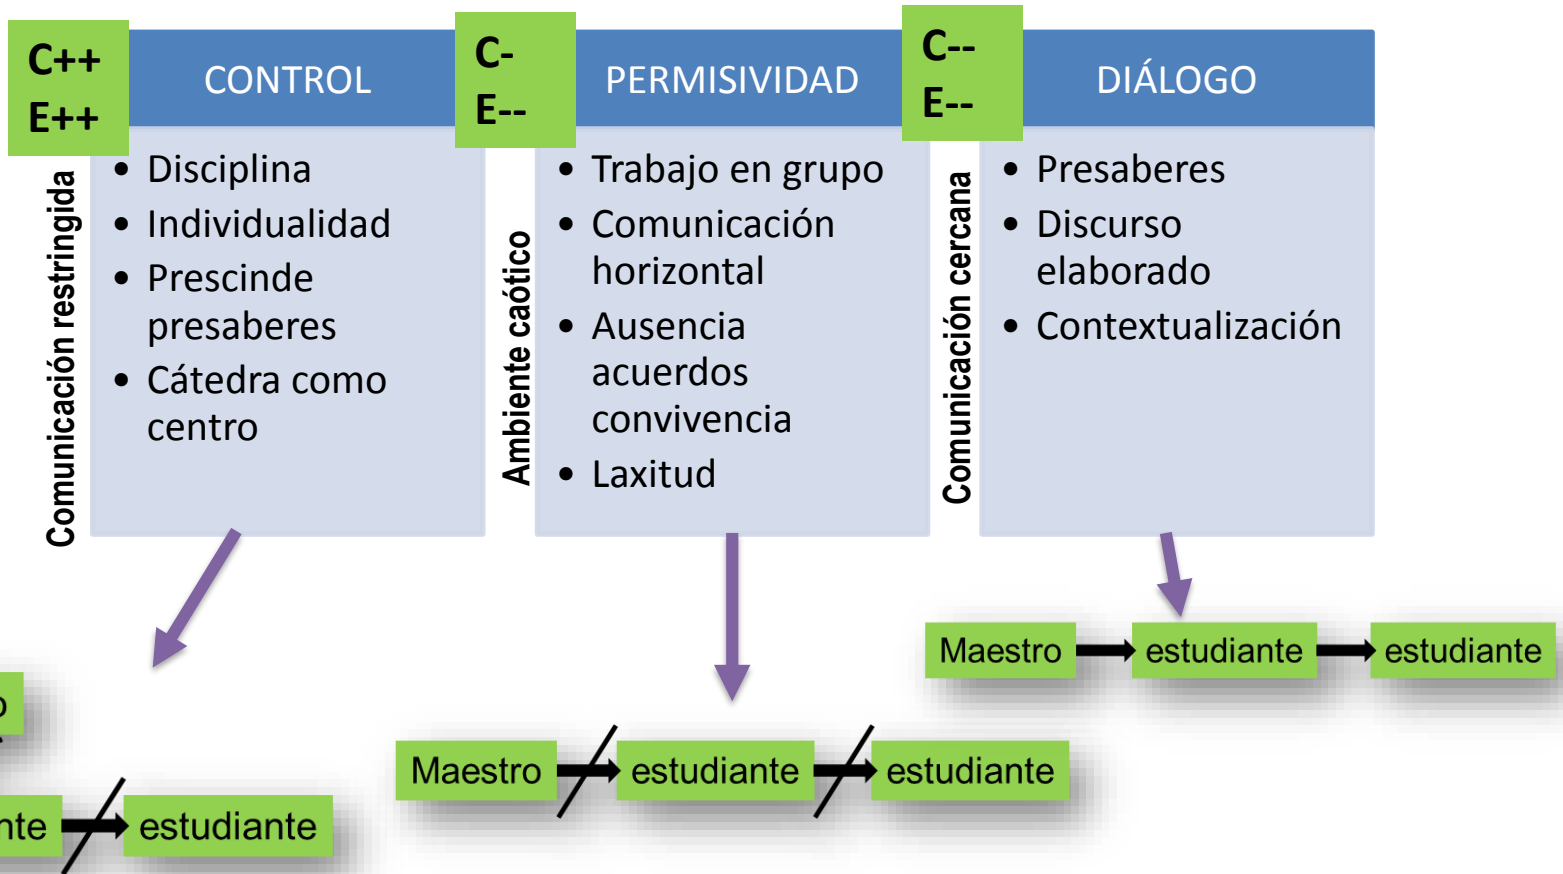 C++
E++
CONTROL
Comunicación restringida
• Disciplina
• Individualidad
• Prescinde
presaberes
• Cátedra como
centro
C-
E--
PERMISIVIDAD
Ambiente caótico
• Trabajo en grupo
• Comunicación
horizontal
• Ausencia
acuerdos
convivencia
• Laxitud
C--
E--
DIÁLOGO
Comunicación cercana
• Presaberes
• Discurso
elaborado
• Contextualización
estudiante
Maestro estudiante estudiante
Maestro estudiante estudiante